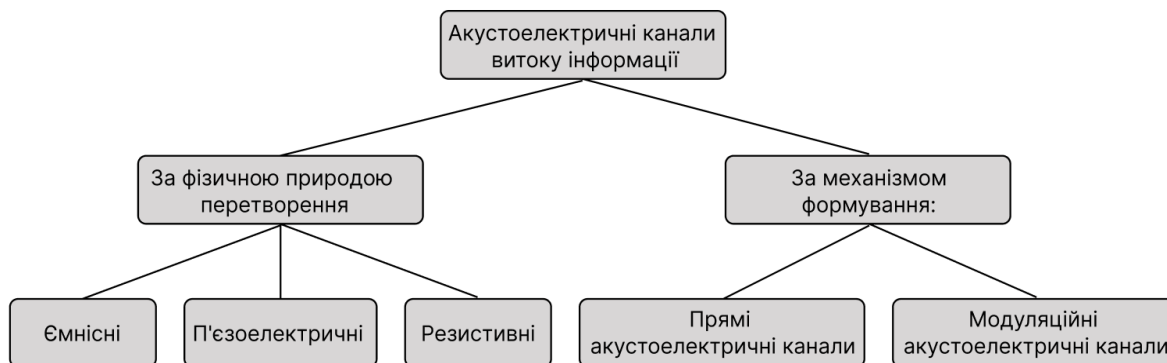 Акустоелектричні канали
витоку інформації
За фізичною природою
перетворення
За механізмом
формування:
Ємнісні
П'єзоелектричні
Резистивні
Прямі
акустоелектричні канали
Модуляційні
акустоелектричні канали